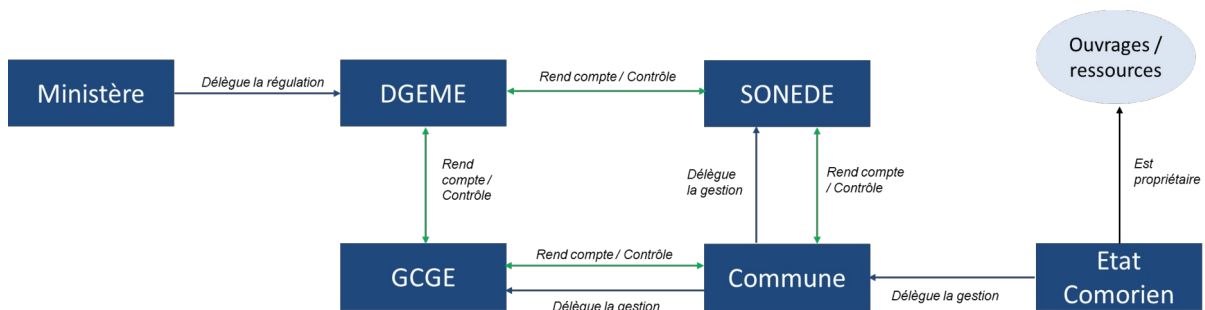 Ouvrages /
ressources
Ministère
Délègue la régulation
DGEME
Rend compte / Contrôle
SONEDE
Rend
compte /
Contrôle
Délègue
la gestion
Rend compte
/ Contrôle
Est
propriétaire
GCGE
Rend compte / Contrôle
Délègue la gestion
Commune
Délègue la gestion
Etat
Comorien